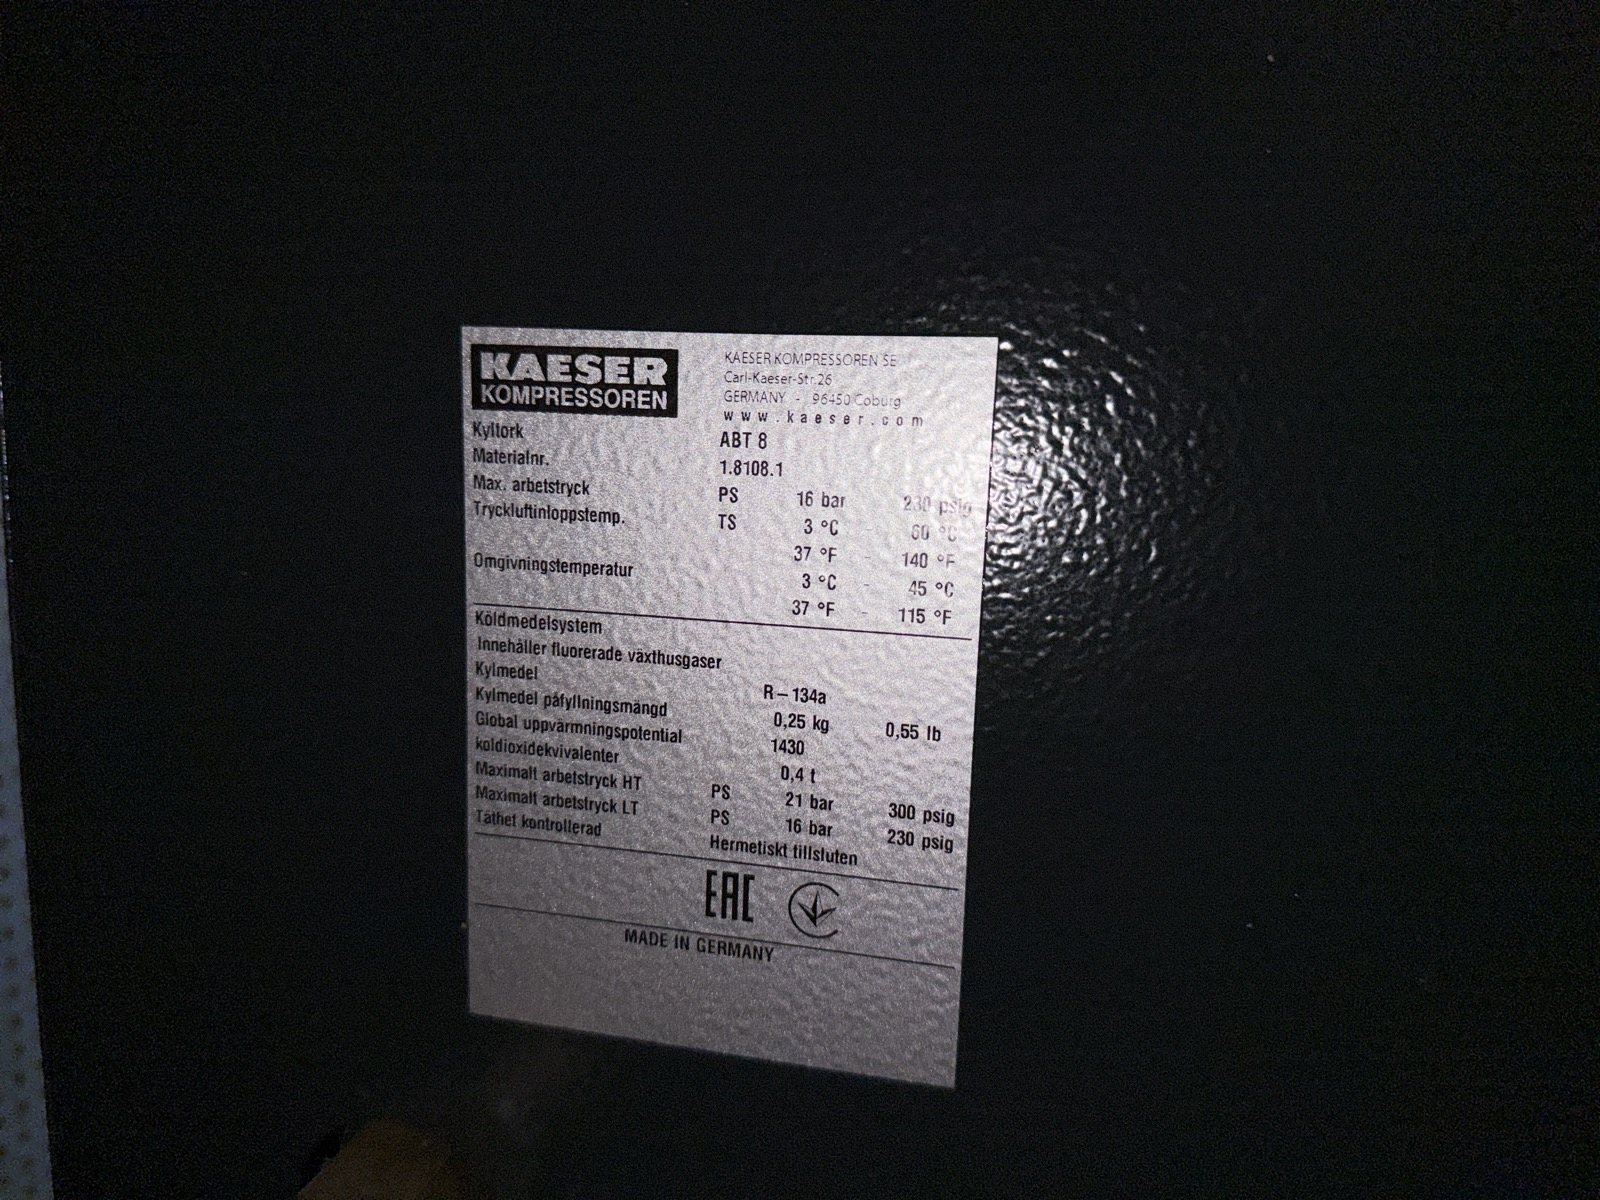 KAESER
KOMPRESSOREN
KAESER KOMPRESSOREN SE
Carl-Kaeser-Str.26
GERMANY - 96450 Coburg
www.kaeser.com
Kyltork ABT 8
Materialnr. 1.8108.1
Max. arbetstryck PS 16 bar 230 psig
Tryckluftinloppstemp. TS 3 °C - 60 °C
37 °F - 140 °F
Omgivningstemperatur 3 °C - 45 °C
37 °F - 115 °F
Köldmedelsystem
Innehåller fluorerade växthusgaser
Kylmedel R-134a
Kylmedel påfyllningsmängd 0,25 kg 0,55 lb
Global uppvärmningspotential 1430
koldioxidekvivalenter 0,4 t
Maximalt arbetstryck HT PS 21 bar 300 psig
Maximalt arbetstryck LT PS 16 bar 230 psig
Täthet kontrollerad Hermetiskt tillsluten
EAC
MADE IN GERMANY